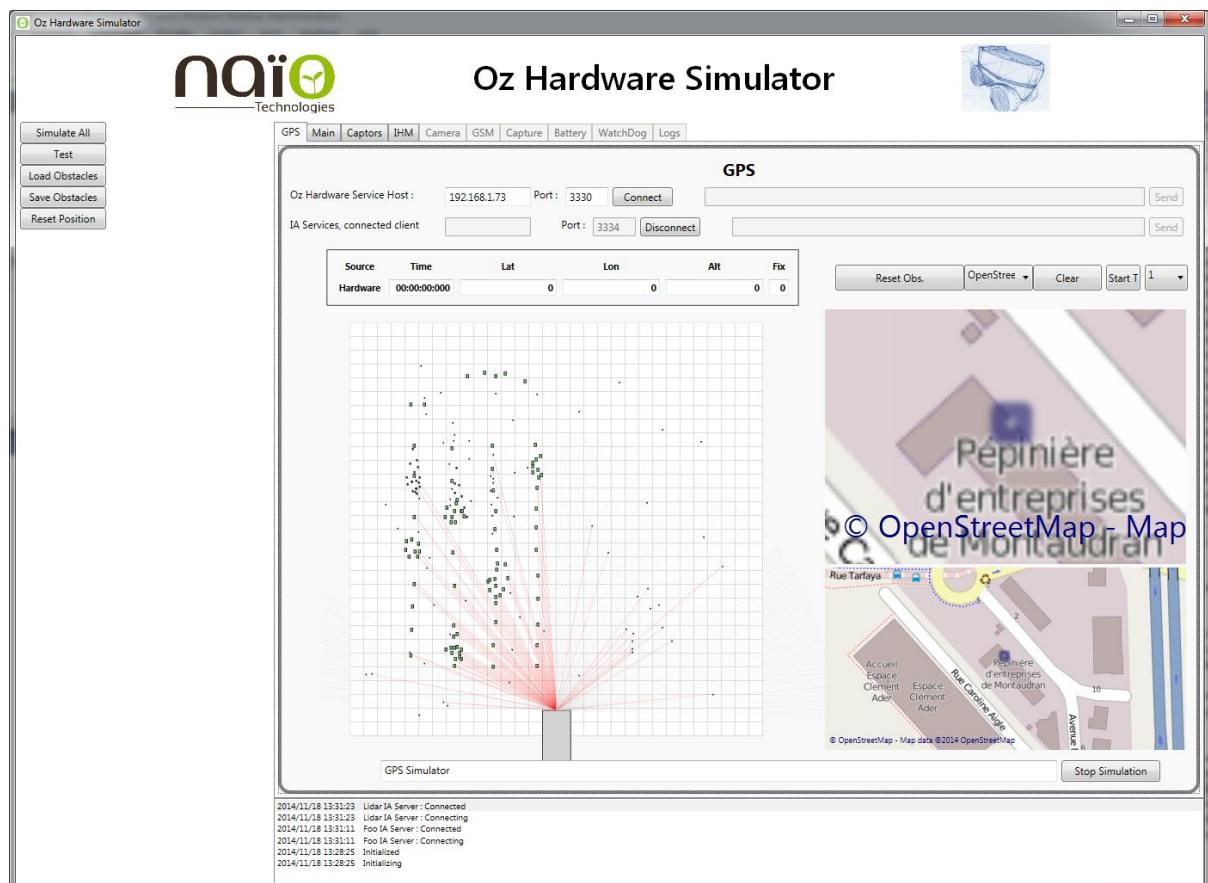 Oz Hardware Simulator
naïo
Technologies
Oz Hardware Simulator
Simulate All
Test
Load Obstacles
Save Obstacles
Reset Position
GPS Main Captors IHM Camera GSM Capture Battery WatchDog Logs
GPS
Oz Hardware Service Host : 192.168.1.73 Port : 3330 Connect Send
IA Services, connected client Port : 3334 Disconnect Send
Source Time Lat Lon Alt Fix
Hardware 00:00:00:000 0 0 0 0
Reset Obs. OpenStree Clear Start T 1
Pépinière
d'entreprises
© OpenStreetMap - Map
de Montaudran
Rue Tarfaya
2
Accueil
Espace
Clément
Ader
Espace
Clément
Ader
Pépinière
d'entreprises
de Montaudran
Rue Caroline Aigle
10
Avenue
© OpenStreetMap - Map data ©2014 OpenStreetMap
GPS Simulator Stop Simulation
2014/11/18 13:31:23 Lidar IA Server : Connected
2014/11/18 13:31:23 Lidar IA Server : Connecting
2014/11/18 13:31:11 Foo IA Server : Connected
2014/11/18 13:31:11 Foo IA Server : Connecting
2014/11/18 13:28:25 Initialized
2014/11/18 13:28:25 Initializing